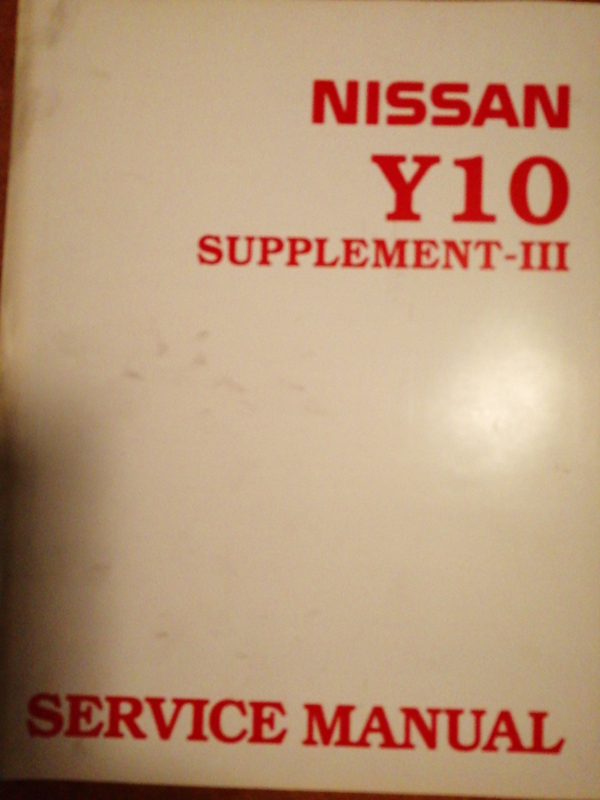 NISSAN
Y10
SUPPLEMENT-III
SERVICE MANUAL